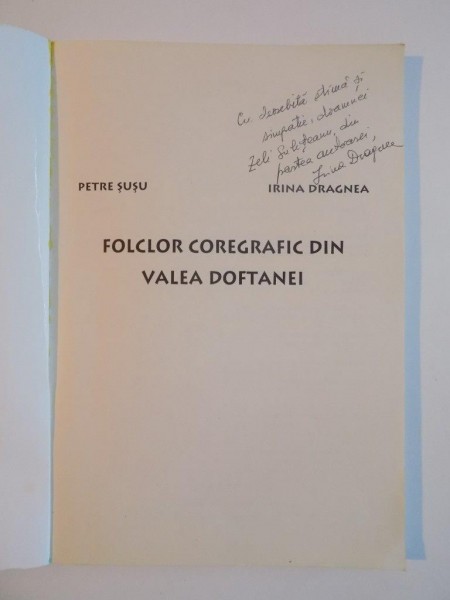 Cu deosebită stimă și
simpatie, doamnei
Zeli din
partea autoarei,
Irina Dragnea
PETRE ȘUȘU IRINA DRAGNEA
FOLCLOR COREGRAFIC DIN
VALEA DOFTANEI